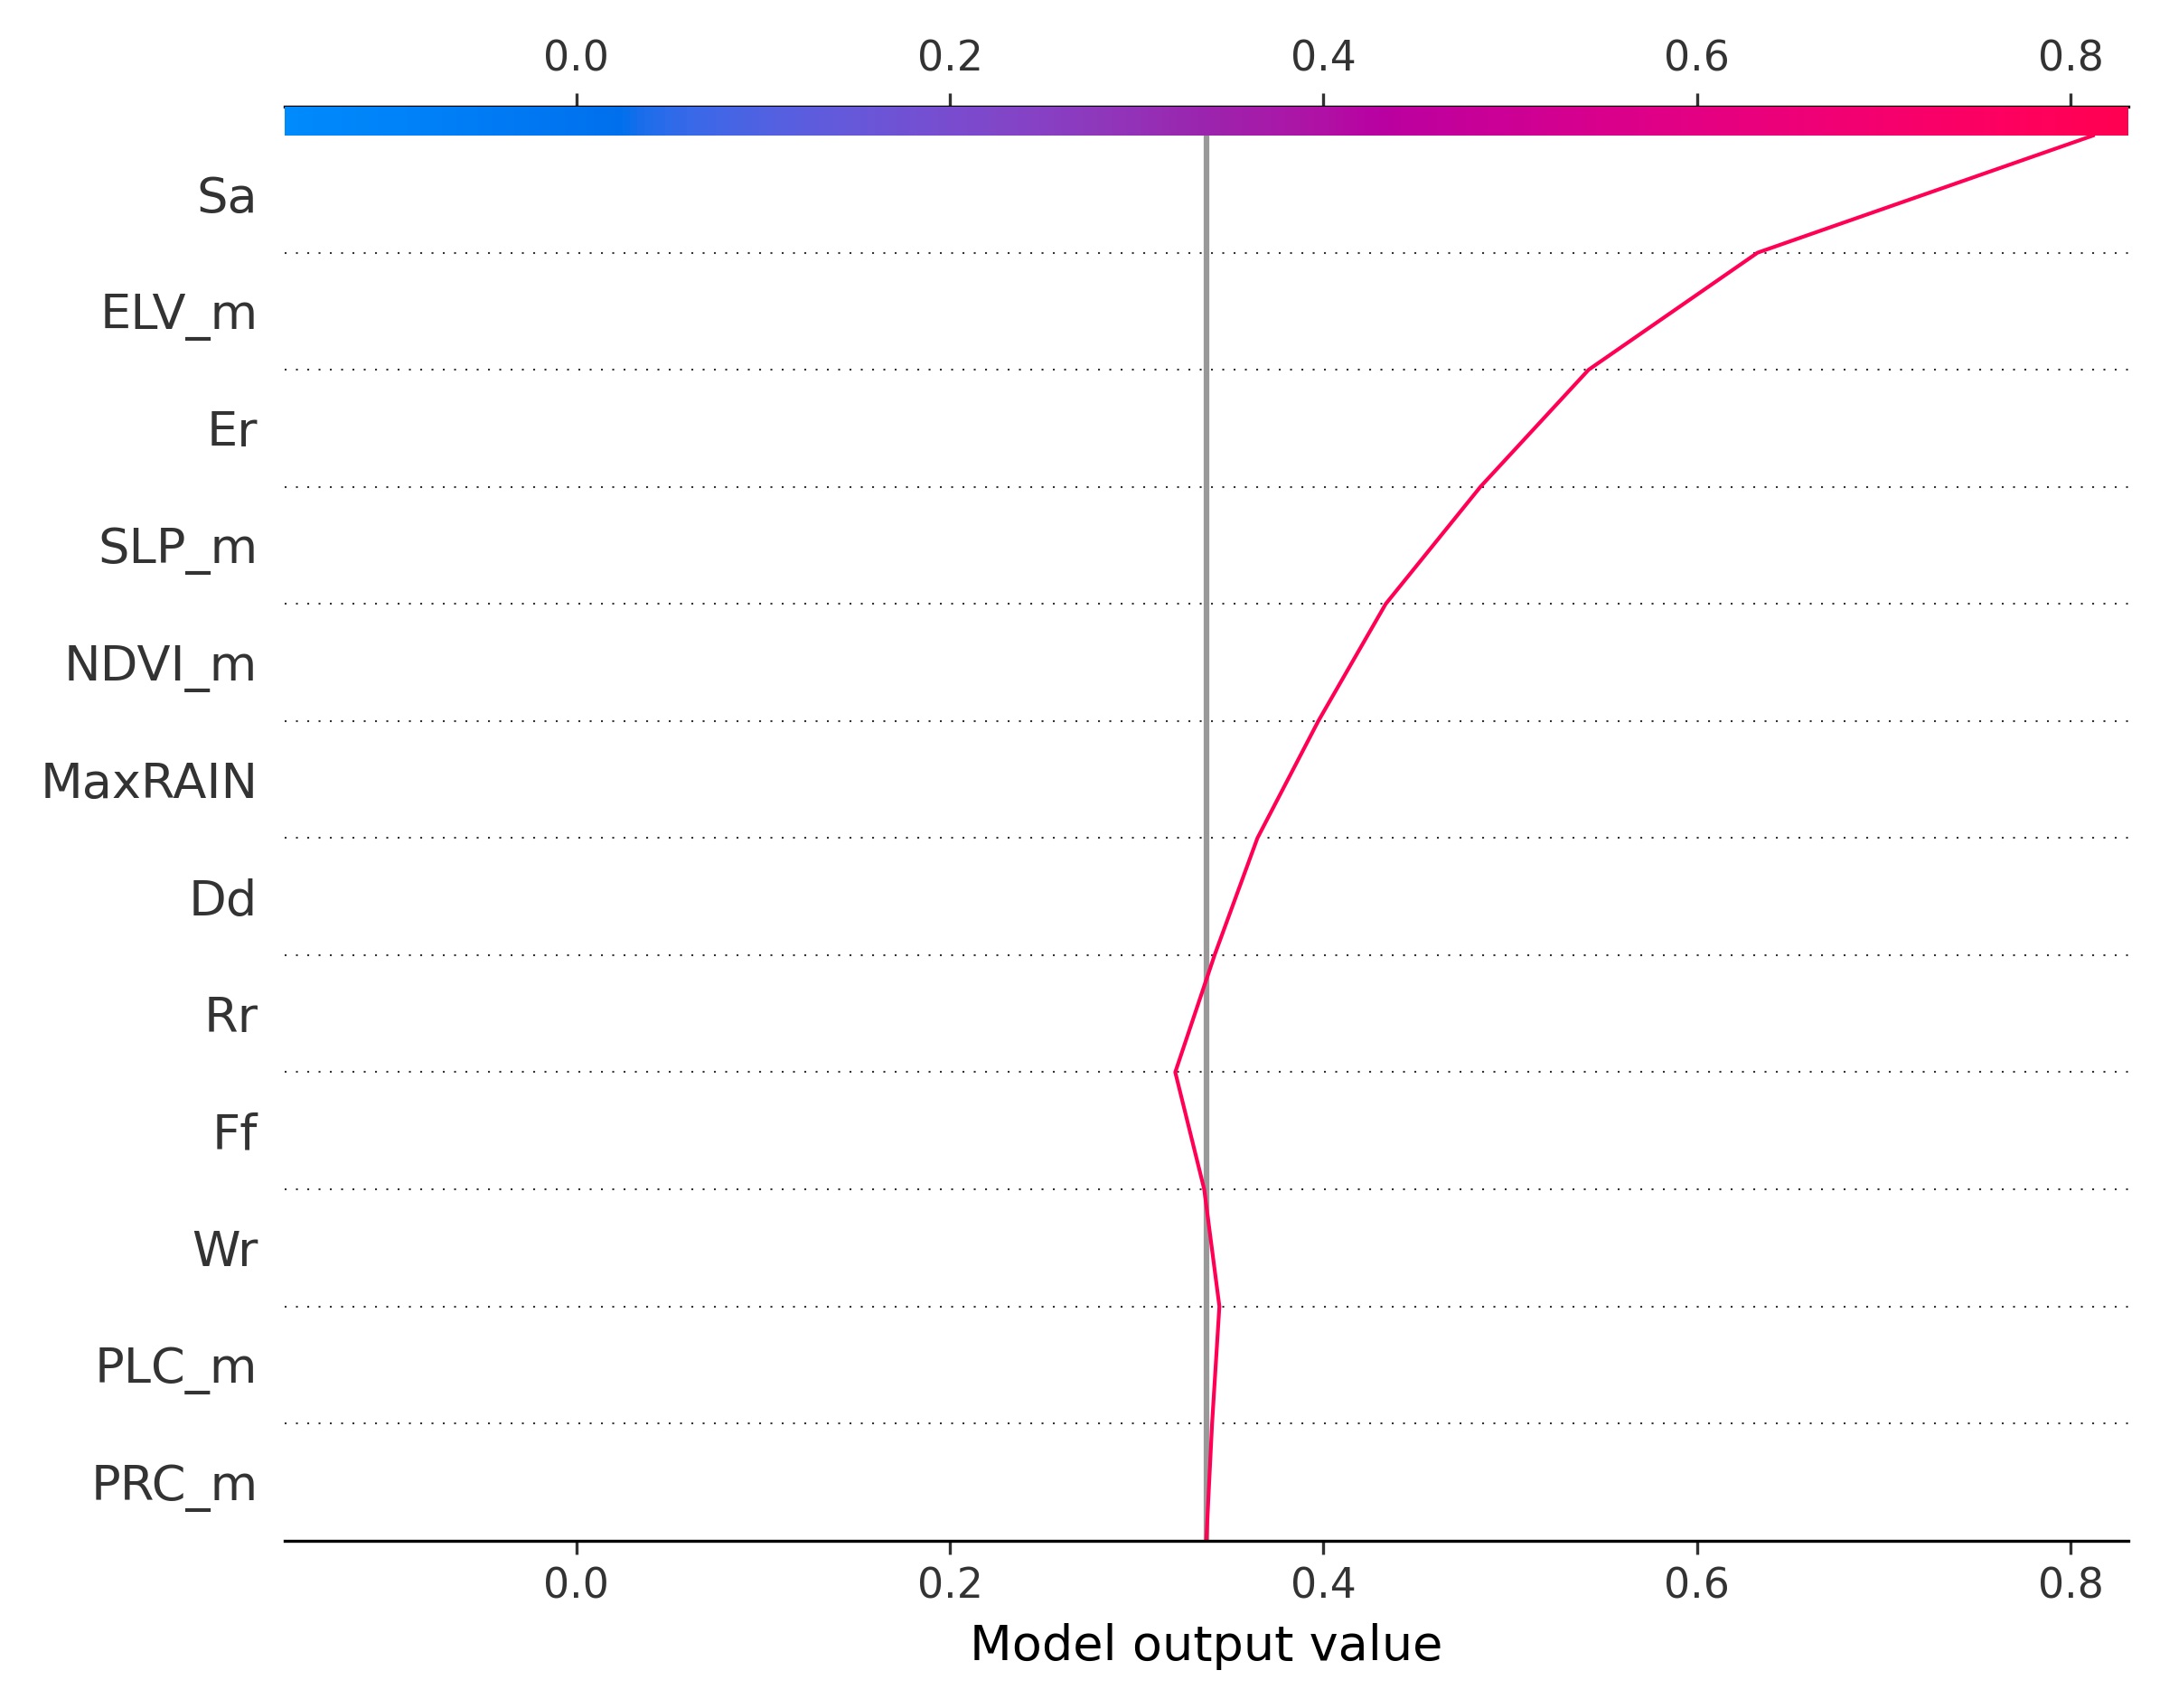 0.0 0.2 0.4 0.6 0.8
Sa
ELV_m
Er
SLP_m
NDVI_m
MaxRAIN
Dd
Rr
Ff
Wr
PLC_m
PRC_m
0.0 0.2 0.4 0.6 0.8
Model output value